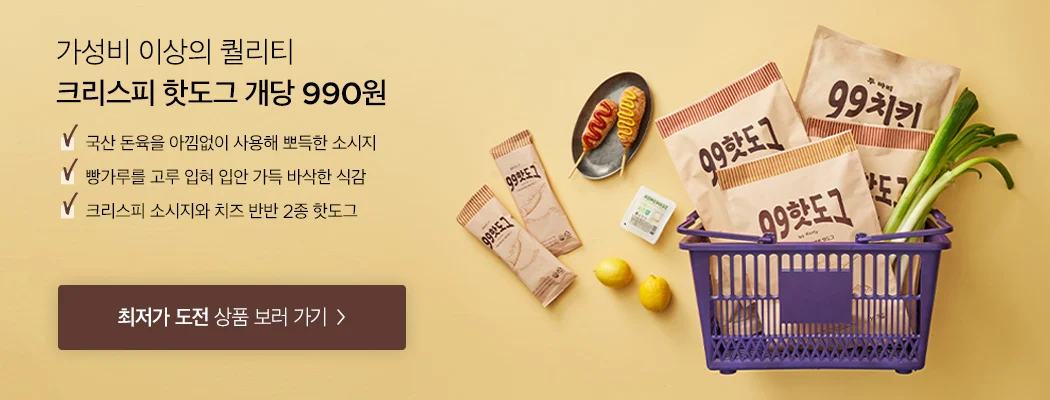 가성비 이상의 퀄리티
크리스피 핫도그 개당 990원
국산 돈육을 아낌없이 사용해 뽀득한 소시지
빵가루를 고루 입혀 입안 가득 바삭한 식감
크리스피 소시지와 치즈 반반 2종 핫도그
최저가 도전 상품 보러 가기 >
99핫도그
99핫도그
99핫도그
두 마리
99치킨
99핫도그